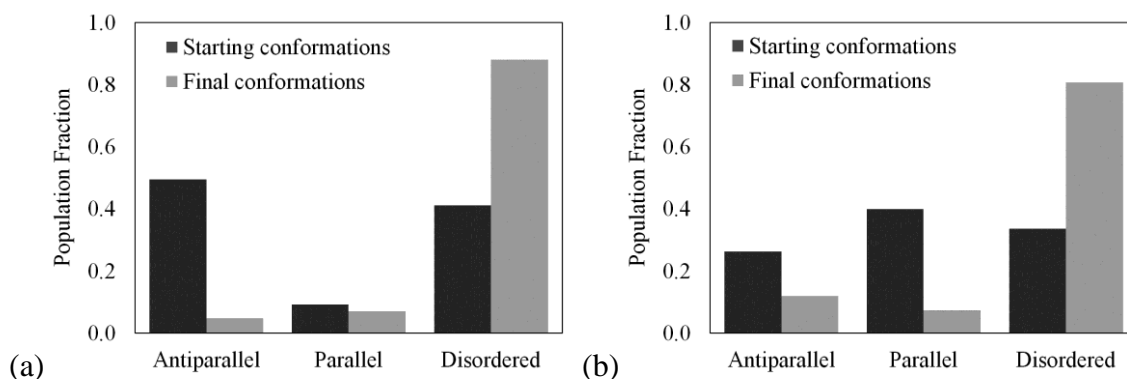 1.0
0.8
0.6
0.4
0.2
0.0
Population Fraction
Starting conformations
Final conformations
Antiparallel Parallel Disordered
(a)
1.0
0.8
0.6
0.4
0.2
0.0
Population Fraction
Starting conformations
Final conformations
Antiparallel Parallel Disordered
(b)